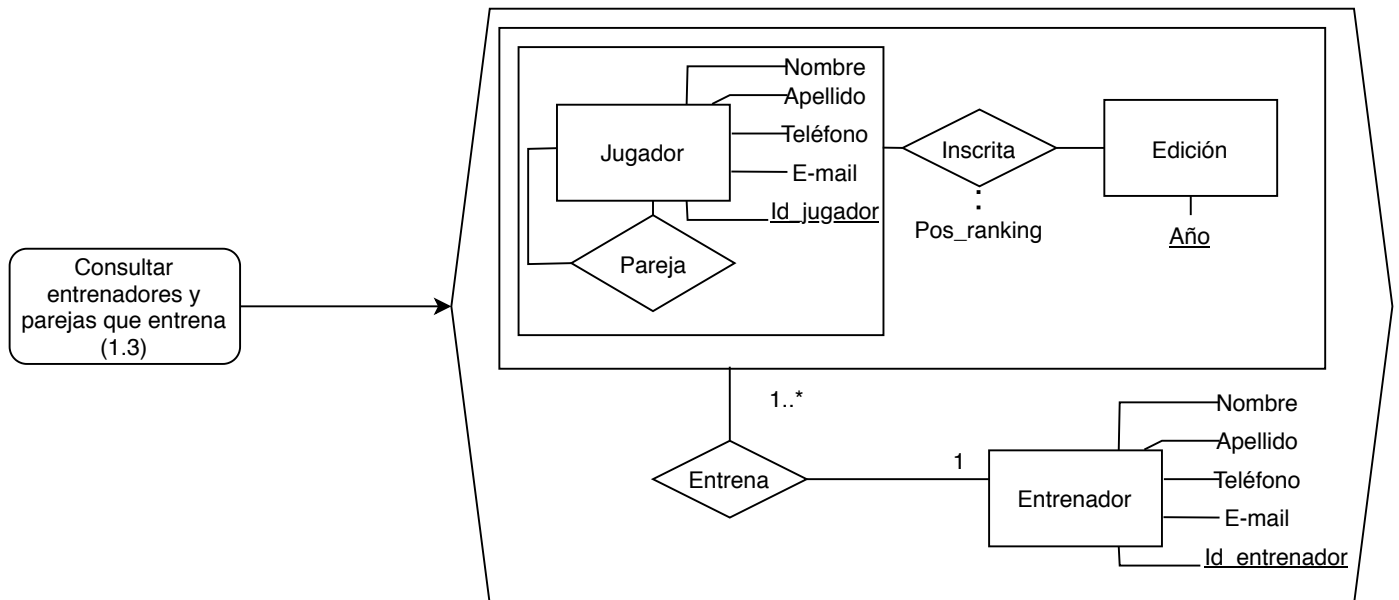 Consultar
entrenadores y
parejas que entrena
(1.3)
Jugador
Nombre
Apellido
Teléfono
E-mail
Id_jugador
Pareja
Inscrita
Pos_ranking
Edición
Año
1..*
Entrena
1
Entrenador
Nombre
Apellido
Teléfono
E-mail
Id_entrenador